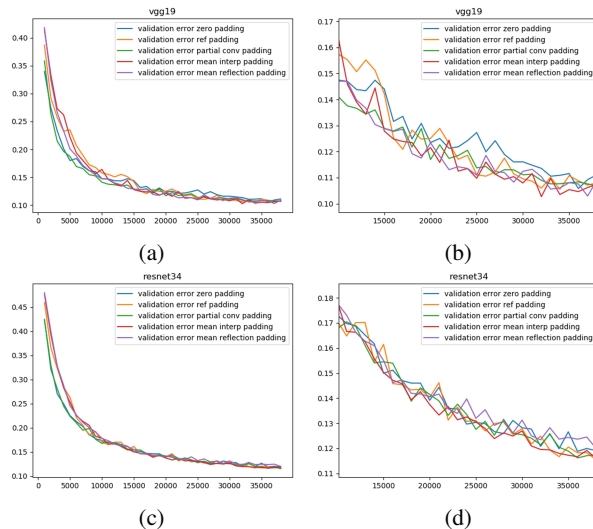 vgg19
0.40
0.35
0.30
0.25
0.20
0.15
0.10
0 5000 10000 15000 20000 25000 30000 35000
validation error zero padding
validation error ref padding
validation error partial conv padding
validation error mean interp padding
validation error mean reflection padding
(a)
vgg19
0.17
0.16
0.15
0.14
0.13
0.12
0.11
0.10
15000 20000 25000 30000 35000
validation error zero padding
validation error ref padding
validation error partial conv padding
validation error mean interp padding
validation error mean reflection padding
(b)
resnet34
0.45
0.40
0.35
0.30
0.25
0.20
0.15
0.10
0 5000 10000 15000 20000 25000 30000 35000
validation error zero padding
validation error ref padding
validation error partial conv padding
validation error mean interp padding
validation error mean reflection padding
(c)
resnet34
0.18
0.17
0.16
0.15
0.14
0.13
0.12
0.11
15000 20000 25000 30000 35000
validation error zero padding
validation error ref padding
validation error partial conv padding
validation error mean interp padding
validation error mean reflection padding
(d)